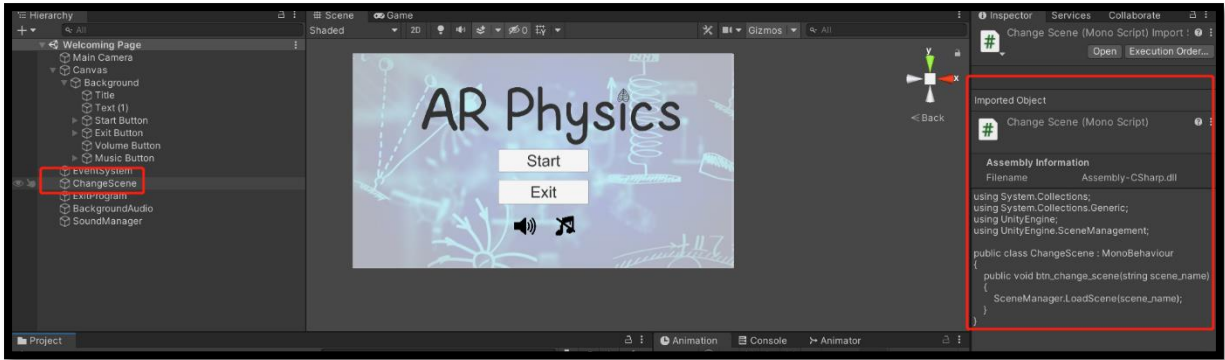 Hierarchy
All
Welcoming Page
Main Camera
Canvas
Background
Title
Text (1)
Start Button
Exit Button
Volume Button
Music Button
EventSystem
ChangeScene
ExitProgram
BackgroundAudio
SoundManager
Scene Game
Shaded 2D 0 Gizmos All
AR Physics
Start
Exit
y
x
Back
Inspector Services Collaborate
Change Scene (Mono Script) Import
Open Execution Order...
Imported Object
# Change Scene (Mono Script)
Assembly Information
Filename Assembly-CSharp.dll
using System.Collections;
using System.Collections.Generic;
using UnityEngine;
using UnityEngine.SceneManagement;
public class ChangeScene : MonoBehaviour
{
public void btn_change_scene(string scene_name)
{
SceneManager.LoadScene(scene_name);
}
}
Project
Animation Console Animator